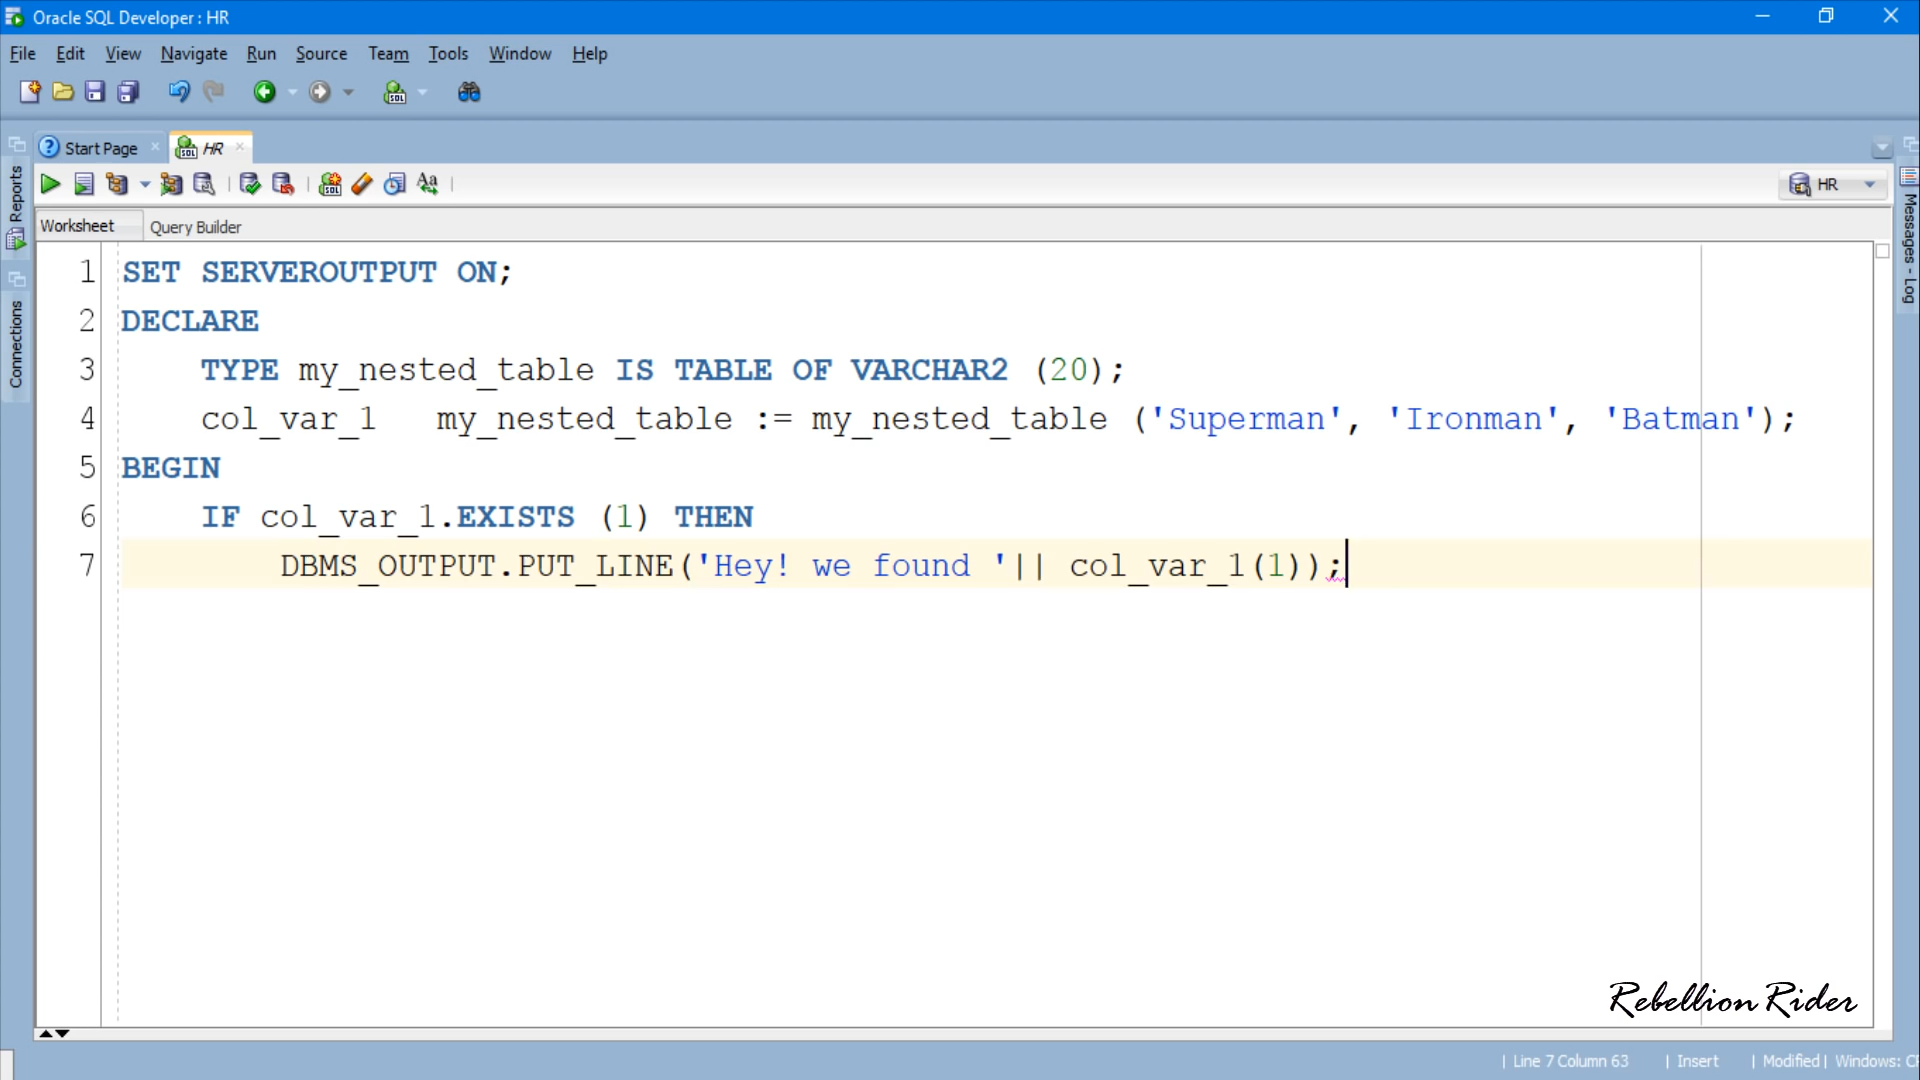 Oracle SQL Developer : HR
File Edit View Navigate Run Source Team Tools Window Help
Start Page HR
HR
Worksheet Query Builder
Reports
Connections
Messages - Log
1 SET SERVEROUTPUT ON;
2 DECLARE
3 TYPE my_nested_table IS TABLE OF VARCHAR2 (20);
4 col_var_1 my_nested_table := my_nested_table ('Superman', 'Ironman', 'Batman');
5 BEGIN
6 IF col_var_1.EXISTS (1) THEN
7 DBMS_OUTPUT.PUT_LINE('Hey! we found '|| col_var_1(1));
Rebellion Rider
| Line 7 Column 63 | Insert | Modified | Windows: C